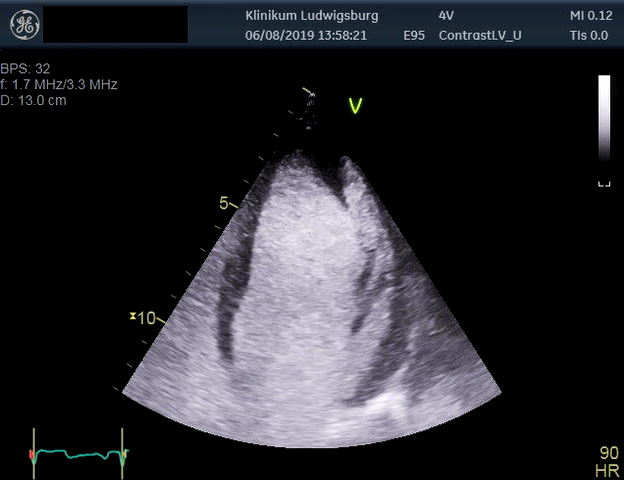 Klinikum Ludwigsburg 4V MI 0.12
06/08/2019 13:58:21 E95 ContrastLV_U TIs 0.0
BPS: 32
f: 1.7 MHz/3.3 MHz
D: 13.0 cm
V
5
10
90
HR